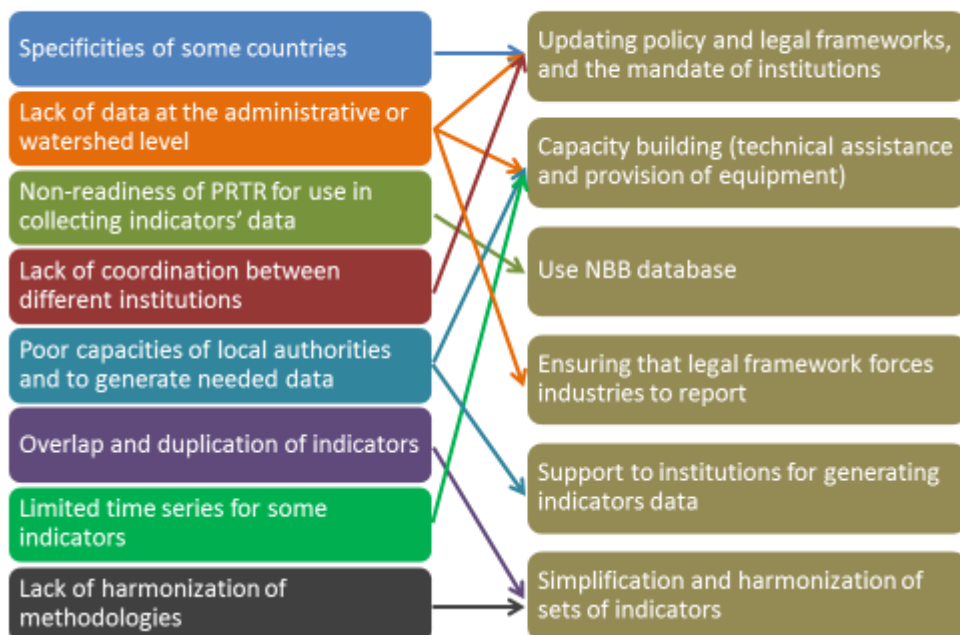 Specificities of some countries
Lack of data at the administrative or
watershed level
Non-readiness of PRTR for use in
collecting indicators’ data
Lack of coordination between
different institutions
Poor capacities of local authorities
and to generate needed data
Overlap and duplication of indicators
Limited time series for some
indicators
Lack of harmonization of
methodologies
Updating policy and legal frameworks,
and the mandate of institutions
Capacity building (technical assistance
and provision of equipment)
Use NBB database
Ensuring that legal framework forces
industries to report
Support to institutions for generating
indicators data
Simplification and harmonization of
sets of indicators